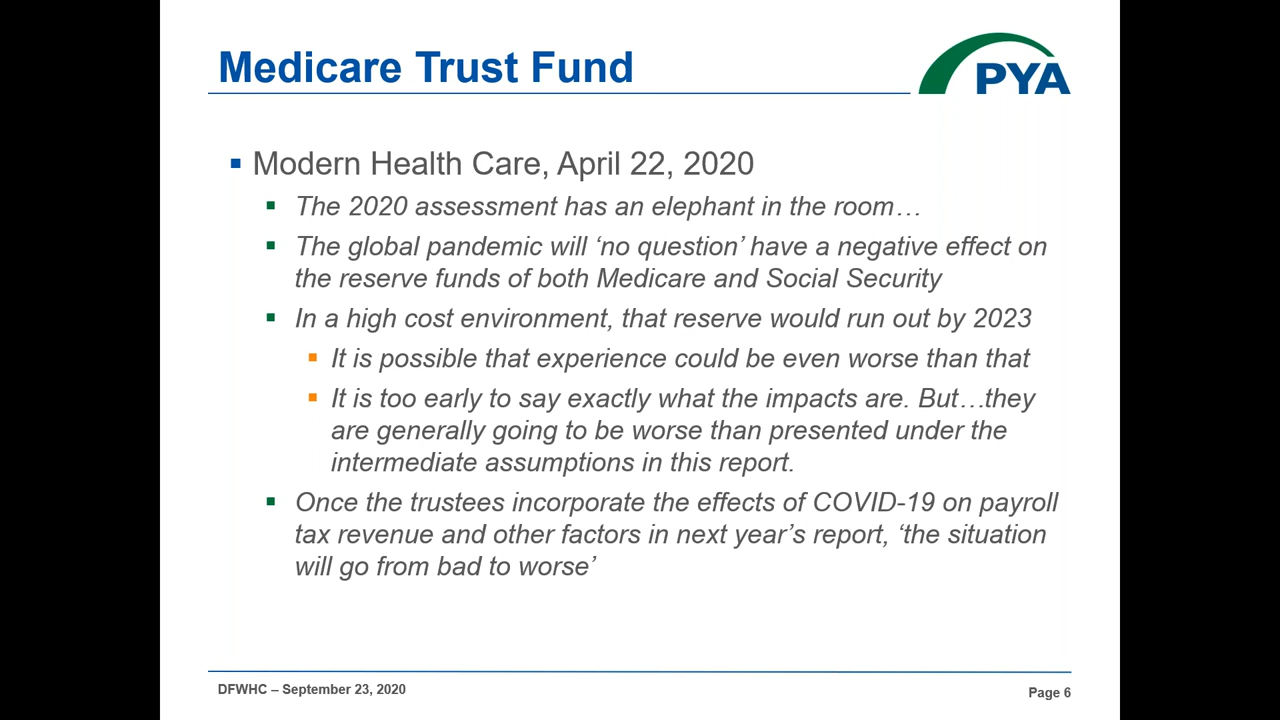 Medicare Trust Fund
PYA
Modern Health Care, April 22, 2020
The 2020 assessment has an elephant in the room…
The global pandemic will ‘no question’ have a negative effect on
the reserve funds of both Medicare and Social Security
In a high cost environment, that reserve would run out by 2023
It is possible that experience could be even worse than that
It is too early to say exactly what the impacts are. But…they
are generally going to be worse than presented under the
intermediate assumptions in this report.
Once the trustees incorporate the effects of COVID-19 on payroll
tax revenue and other factors in next year’s report, ‘the situation
will go from bad to worse’
DFWHC – September 23, 2020
Page 6